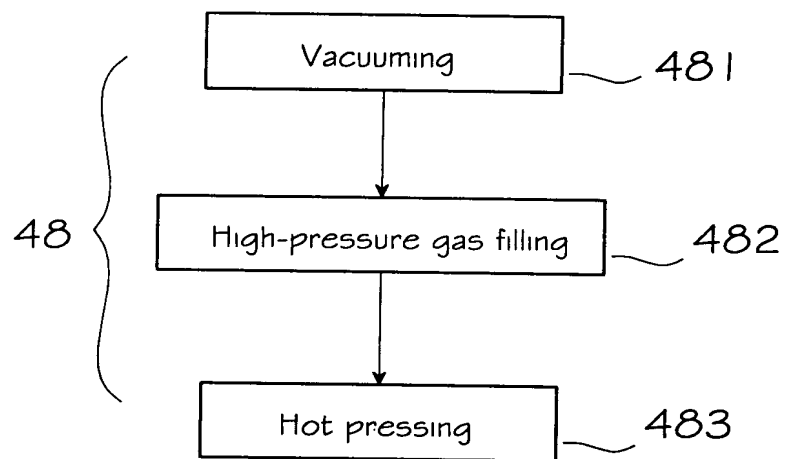 Vacuuming
481
High-pressure gas filling
482
48
Hot pressing
483